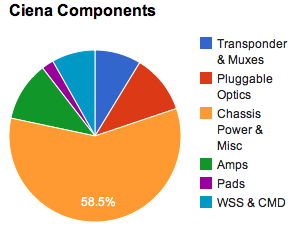 Ciena Components
Transponder
& Muxes
Pluggable
Optics
Chassis
Power &
Misc
Amps
Pads
WSS & CMD
58.5%